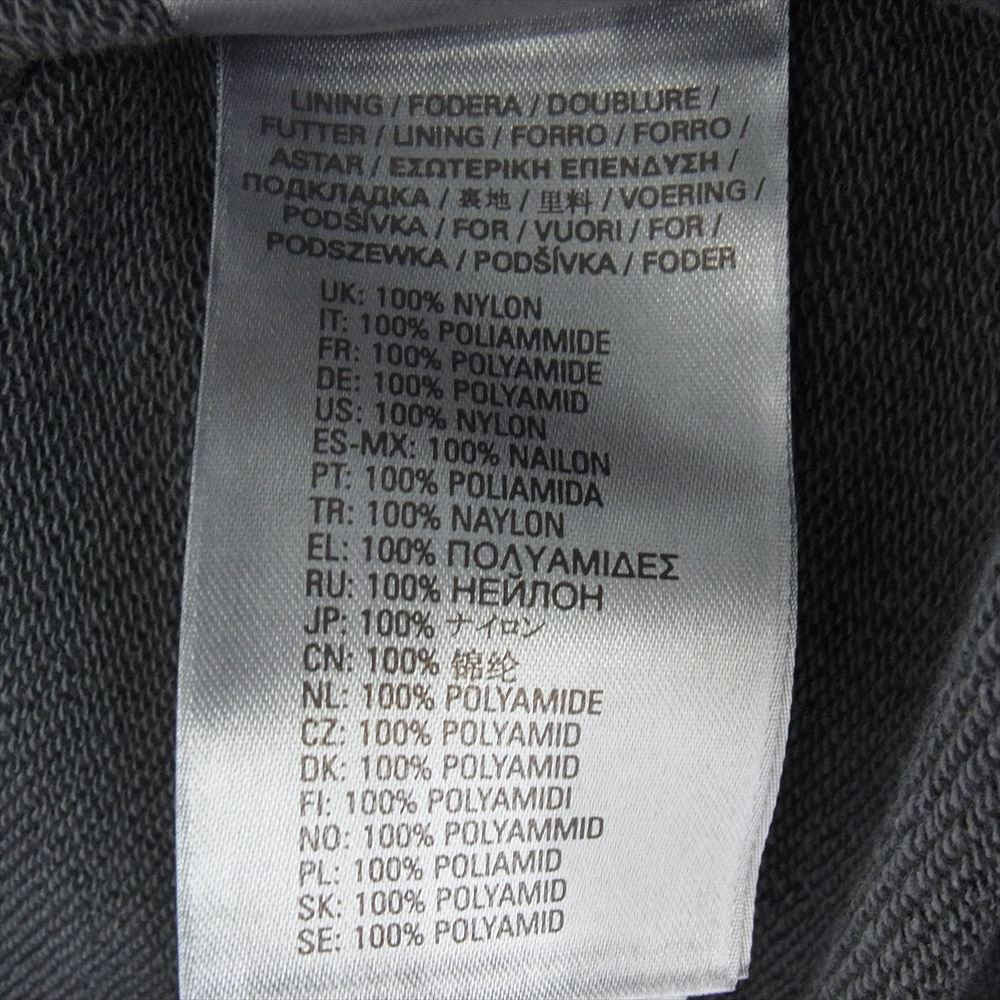 LINING / FODERA / DOUBLURE /
FUTTER / LINING / FORRO / FORRO /
ASTAR / ΕΣΩΤΕΡΙΚΗ ΕΠΕΝΔΥΣΗ /
ПОДКЛАДКА / 裏地 / 里料 / VOERING /
PODŠÍVKA / FOR / VUORI / FOR /
PODSZEWKA / PODŠÍVKA / FODER
UK: 100% NYLON
IT: 100% POLIAMMIDE
FR: 100% POLYAMIDE
DE: 100% POLYAMID
US: 100% NYLON
ES-MX: 100% NAILON
PT: 100% POLIAMIDA
TR: 100% NAYLON
EL: 100% ΠΟΛΥΑΜΙΔΕΣ
RU: 100% НЕЙЛОН
JP: 100% ナイロン
CN: 100% 锦纶
NL: 100% POLYAMIDE
CZ: 100% POLYAMID
DK: 100% POLYAMID
FI: 100% POLYAMIDI
NO: 100% POLYAMMID
PL: 100% POLIAMID
SK: 100% POLYAMID
SE: 100% POLYAMID